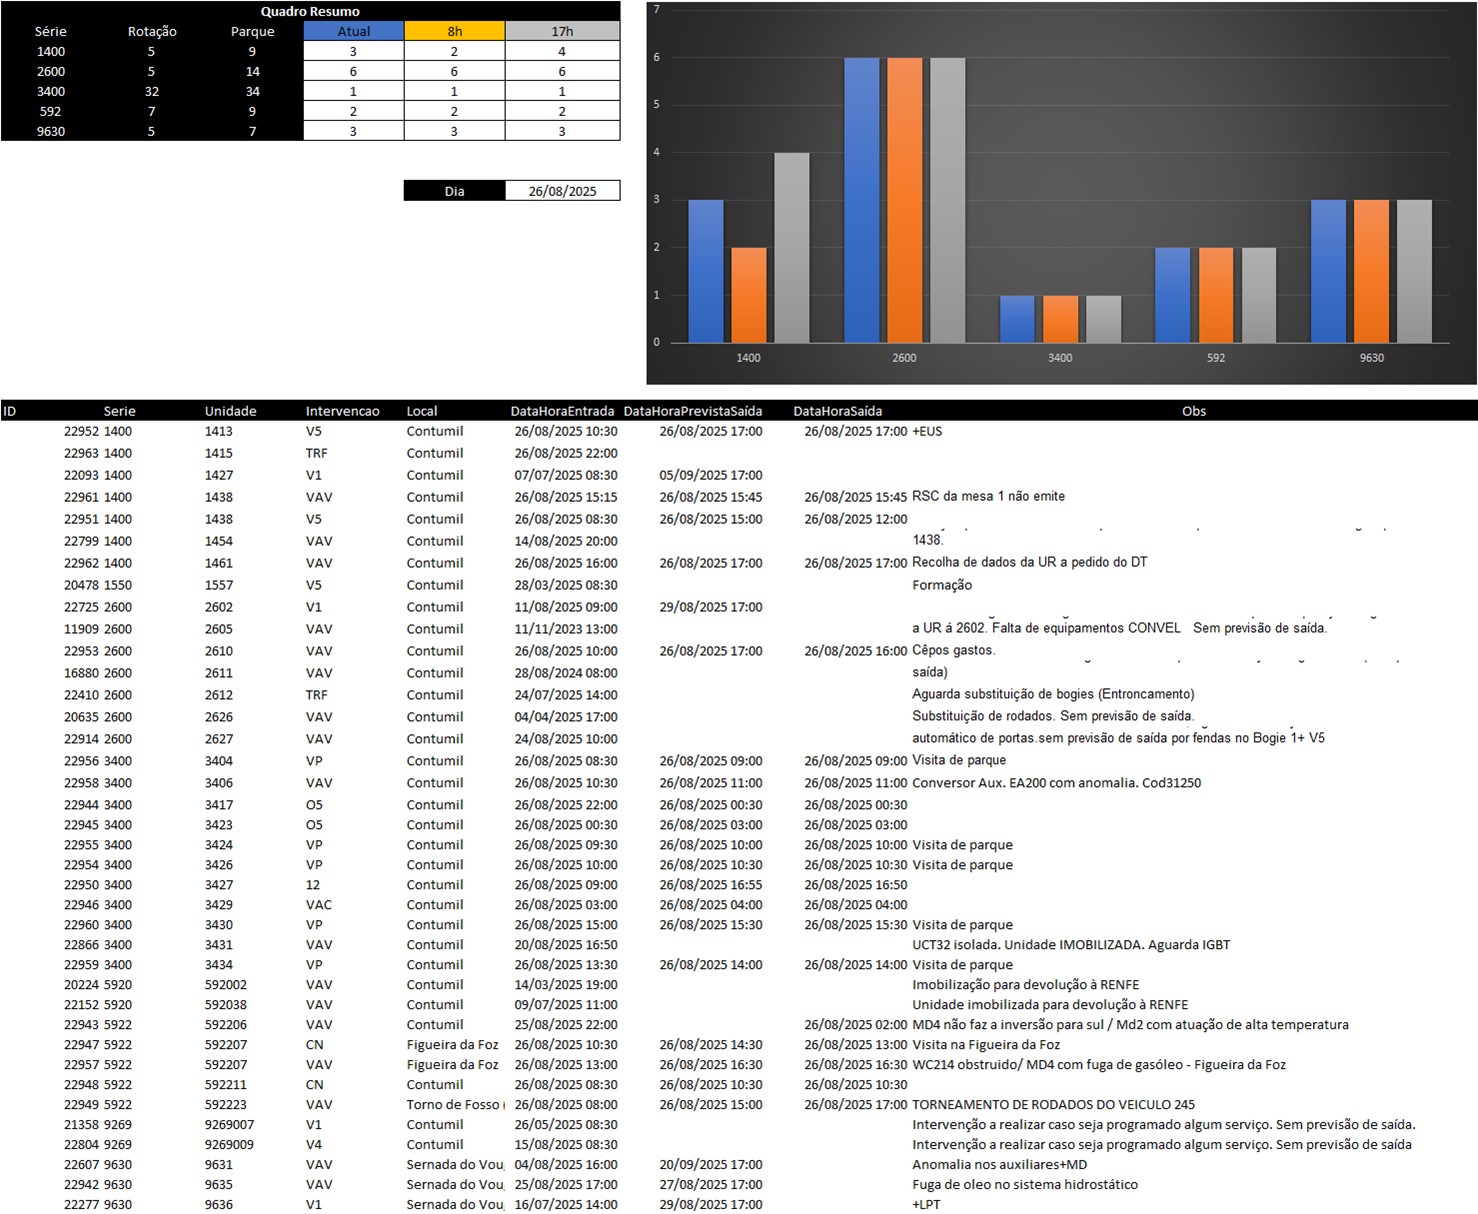 Quadro Resumo
Série Rotação Parque Atual 8h 17h
1400 5 9 3 2 4
2600 5 14 6 6 6
3400 32 34 1 1 1
592 7 9 2 2 2
9630 5 7 3 3 3
Dia 26/08/2025
7
6
5
4
3
2
1
0
1400 2600 3400 592 9630
ID Serie Unidade Intervencao Local DataHoraEntrada DataHoraPrevistaSaída DataHoraSaída Obs
22952 1400 1413 V5 Contumil 26/08/2025 10:30 26/08/2025 17:00 26/08/2025 17:00 +EUS
22963 1400 1415 TRF Contumil 26/08/2025 22:00
22093 1400 1427 V1 Contumil 07/07/2025 08:30 05/09/2025 17:00
22961 1400 1438 VAV Contumil 26/08/2025 15:15 26/08/2025 15:45 26/08/2025 15:45 RSC da mesa 1 não emite
22951 1400 1438 V5 Contumil 26/08/2025 08:30 26/08/2025 15:00 26/08/2025 12:00
22799 1400 1454 VAV Contumil 14/08/2025 20:00 1438.
22962 1400 1461 VAV Contumil 26/08/2025 16:00 26/08/2025 17:00 26/08/2025 17:00 Recolha de dados da UR a pedido do DT
20478 1550 1557 V5 Contumil 28/03/2025 08:30 Formação
22725 2600 2602 V1 Contumil 11/08/2025 09:00 29/08/2025 17:00
11909 2600 2605 VAV Contumil 11/11/2023 13:00 a UR á 2602. Falta de equipamentos CONVEL Sem previsão de saída.
22953 2600 2610 VAV Contumil 26/08/2025 10:00 26/08/2025 17:00 26/08/2025 16:00 Cêpos gastos.
16880 2600 2611 VAV Contumil 28/08/2024 08:00 saída)
22410 2600 2612 TRF Contumil 24/07/2025 14:00 Aguarda substituição de bogies (Entroncamento)
20635 2600 2626 VAV Contumil 04/04/2025 17:00 Substituição de rodados. Sem previsão de saída.
22914 2600 2627 VAV Contumil 24/08/2025 10:00 automático de portas.sem previsão de saída por fendas no Bogie 1+ V5
22956 3400 3404 VP Contumil 26/08/2025 08:30 26/08/2025 09:00 26/08/2025 09:00 Visita de parque
22958 3400 3406 VAV Contumil 26/08/2025 10:30 26/08/2025 11:00 26/08/2025 11:00 Conversor Aux. EA200 com anomalia. Cod31250
22944 3400 3417 O5 Contumil 26/08/2025 22:00 26/08/2025 00:30 26/08/2025 00:30
22945 3400 3423 O5 Contumil 26/08/2025 00:30 26/08/2025 03:00 26/08/2025 03:00
22955 3400 3424 VP Contumil 26/08/2025 09:30 26/08/2025 10:00 26/08/2025 10:00 Visita de parque
22954 3400 3426 VP Contumil 26/08/2025 10:00 26/08/2025 10:30 26/08/2025 10:30 Visita de parque
22950 3400 3427 12 Contumil 26/08/2025 09:00 26/08/2025 16:55 26/08/2025 16:50
22946 3400 3429 VAC Contumil 26/08/2025 03:00 26/08/2025 04:00 26/08/2025 04:00
22960 3400 3430 VP Contumil 26/08/2025 15:00 26/08/2025 15:30 26/08/2025 15:30 Visita de parque
22866 3400 3431 VAV Contumil 20/08/2025 16:50 UCT32 isolada. Unidade IMOBILIZADA. Aguarda IGBT
22959 3400 3434 VP Contumil 26/08/2025 13:30 26/08/2025 14:00 26/08/2025 14:00 Visita de parque
20224 5920 592002 VAV Contumil 14/03/2025 19:00 Imobilização para devolução à RENFE
22152 5920 592038 VAV Contumil 09/07/2025 11:00 Unidade imobilizada para devolução à RENFE
22943 5922 592206 VAV Contumil 25/08/2025 22:00 26/08/2025 02:00 MD4 não faz a inversão para sul / Md2 com atuação de alta temperatura
22947 5922 592207 CN Figueira da Foz 26/08/2025 10:30 26/08/2025 14:30 26/08/2025 13:00 Visita na Figueira da Foz
22957 5922 592207 VAV Figueira da Foz 26/08/2025 13:00 26/08/2025 16:30 26/08/2025 16:30 WC214 obstruido/ MD4 com fuga de gasóleo - Figueira da Foz
22948 5922 592211 CN Contumil 26/08/2025 08:30 26/08/2025 10:30 26/08/2025 10:30
22949 5922 592223 VAV Torno de Fosso ( 26/08/2025 08:00 26/08/2025 15:00 26/08/2025 17:00 TORNEAMENTO DE RODADOS DO VEICULO 245
21358 9269 9269007 V1 Contumil 26/05/2025 08:30 Intervenção a realizar caso seja programado algum serviço. Sem previsão de saída.
22804 9269 9269009 V4 Contumil 15/08/2025 08:30 Intervenção a realizar caso seja programado algum serviço. Sem previsão de saída
22607 9630 9631 VAV Sernada do Vou 04/08/2025 16:00 20/09/2025 17:00 Anomalia nos auxiliares+MD
22942 9630 9635 VAV Sernada do Vou 25/08/2025 17:00 27/08/2025 17:00 Fuga de oleo no sistema hidrostático
22277 9630 9636 V1 Sernada do Vou 16/07/2025 14:00 29/08/2025 17:00 +LPT